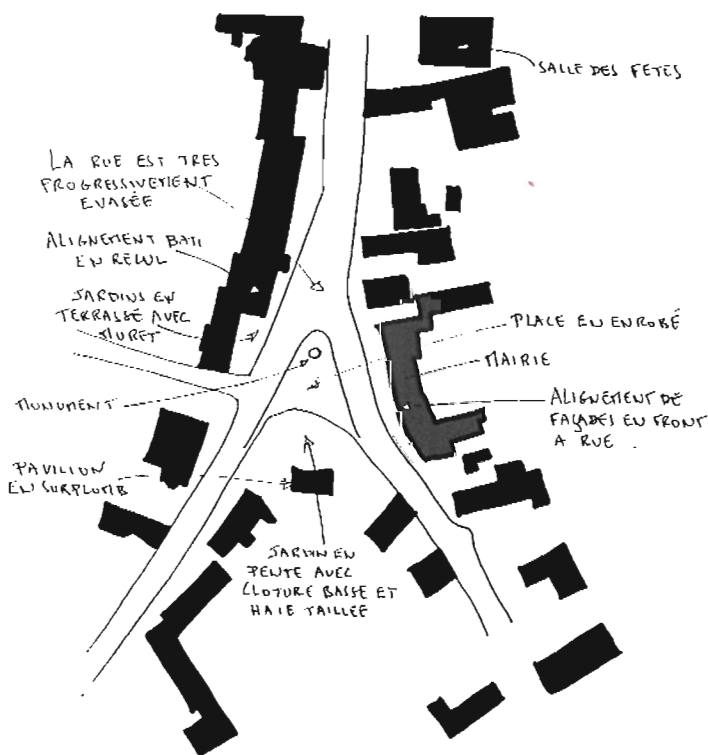 SALLE DES FETES
LA RUE EST TRES
PROGRESSIVEMENT
EVASÉE
ALIGNEMENT BATI
EN RECUL
JARDINS EN
TERRASSE AVEC
MURET
PLACE EN ENROBÉ
MAIRIE
MONUMENT
ALIGNEMENT DE
FAÇADES EN FRONT
A RUE.
PAVILION
EN SURPLOMB
JARDIN EN
PENTE AVEC
CLOTURE BASSE ET
HAIE TAILLEE